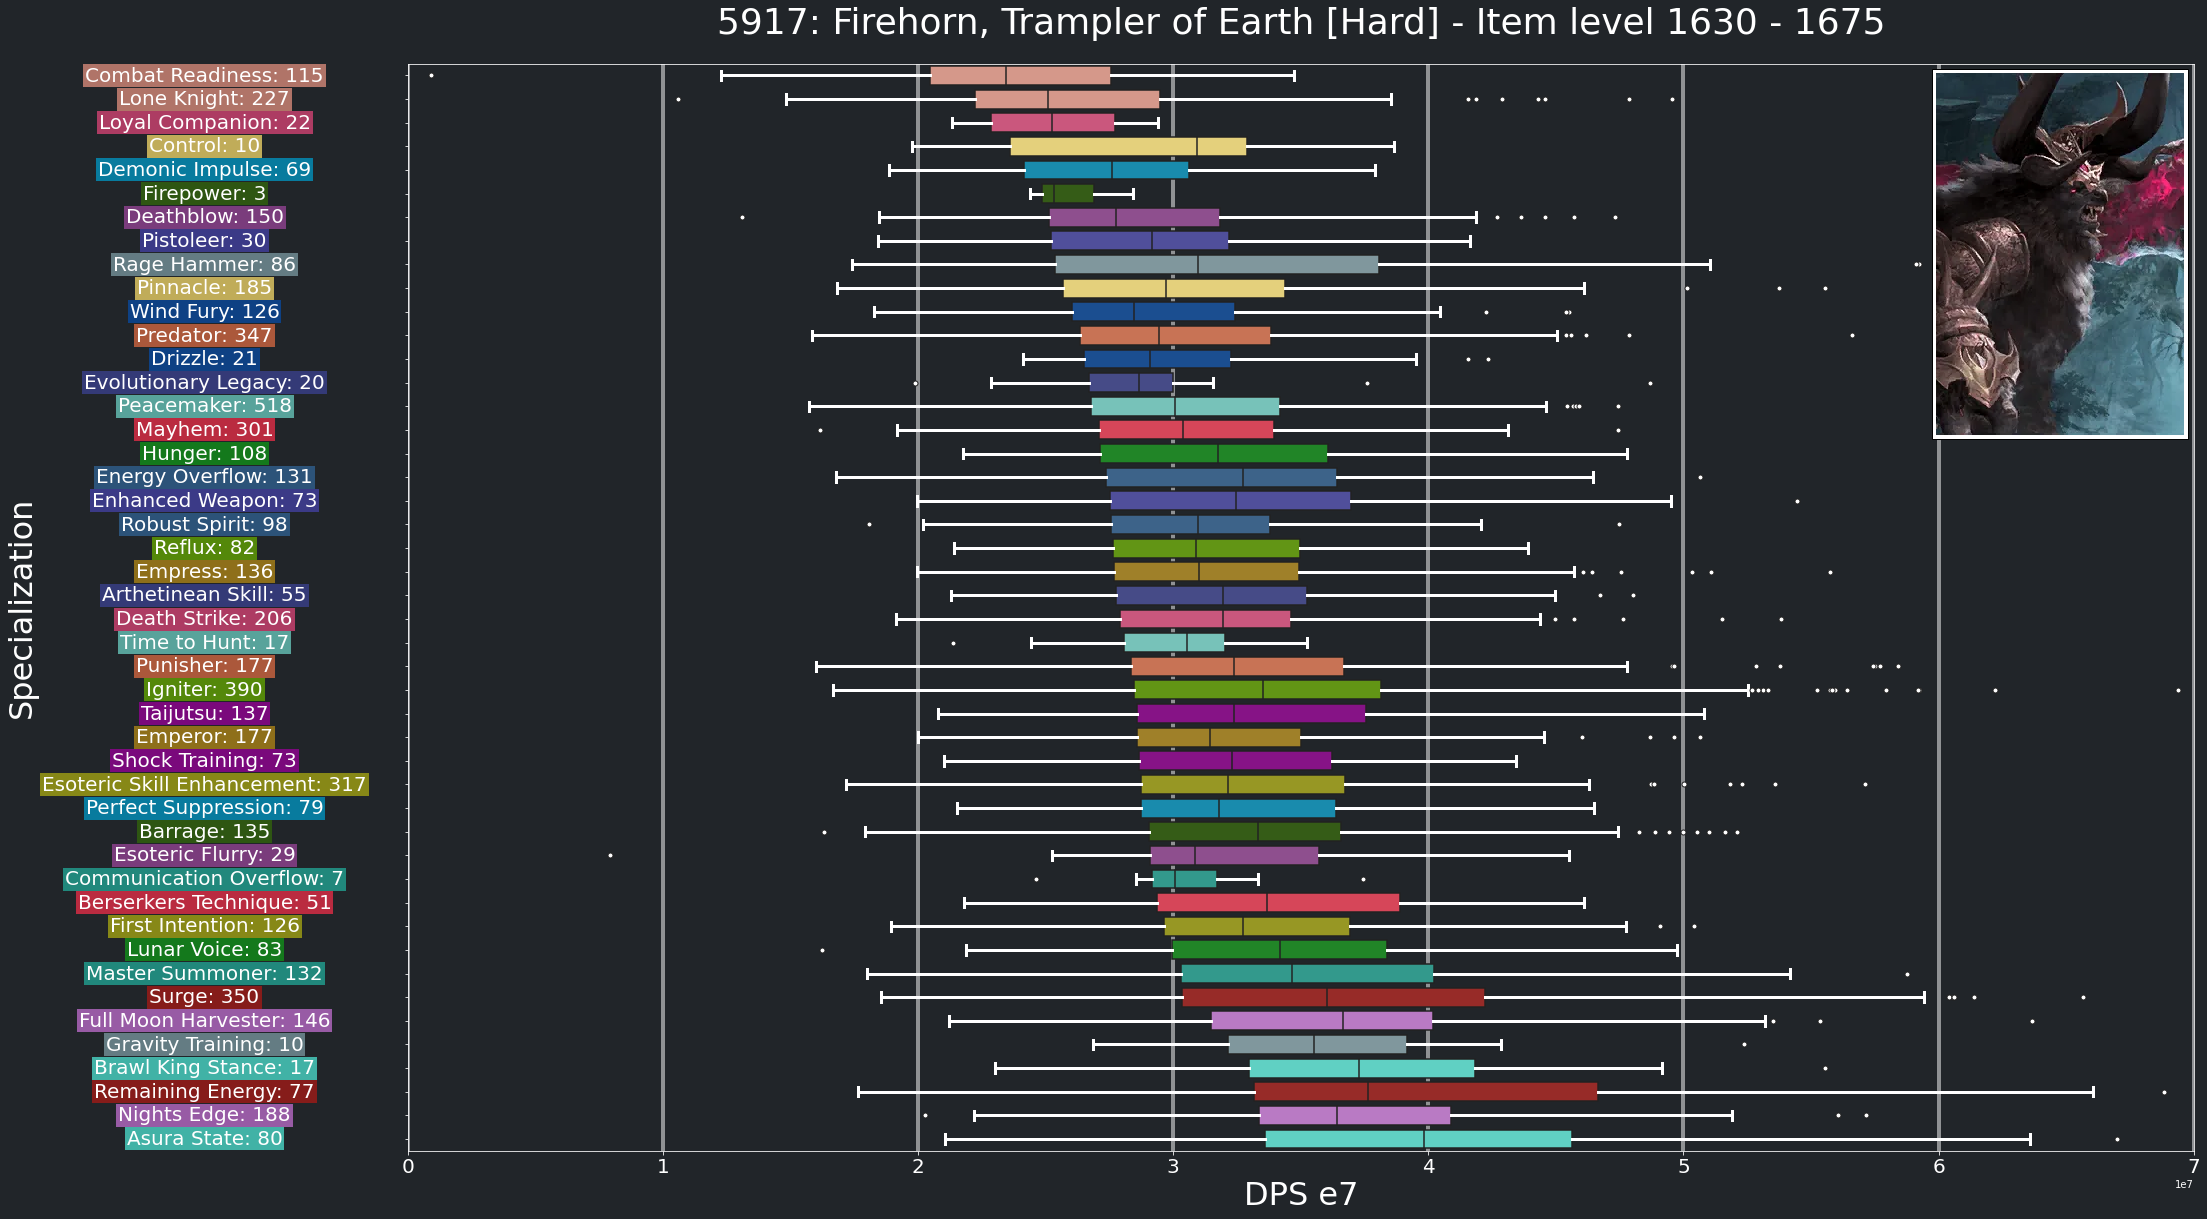 5917: Firehorn, Trampler of Earth [Hard] - Item level 1630 - 1675
Specialization
Combat Readiness: 115
Lone Knight: 227
Loyal Companion: 22
Control: 10
Demonic Impulse: 69
Firepower: 3
Deathblow: 150
Pistoleer: 30
Rage Hammer: 86
Pinnacle: 185
Wind Fury: 126
Predator: 347
Drizzle: 21
Evolutionary Legacy: 20
Peacemaker: 518
Mayhem: 301
Hunger: 108
Energy Overflow: 131
Enhanced Weapon: 73
Robust Spirit: 98
Reflux: 82
Empress: 136
Arthetinean Skill: 55
Death Strike: 206
Time to Hunt: 17
Punisher: 177
Igniter: 390
Taijutsu: 137
Emperor: 177
Shock Training: 73
Esoteric Skill Enhancement: 317
Perfect Suppression: 79
Barrage: 135
Esoteric Flurry: 29
Communication Overflow: 7
Berserkers Technique: 51
First Intention: 126
Lunar Voice: 83
Master Summoner: 132
Surge: 350
Full Moon Harvester: 146
Gravity Training: 10
Brawl King Stance: 17
Remaining Energy: 77
Nights Edge: 188
Asura State: 80
0 1 2 3 4 5 6 7
1e7
DPS e7